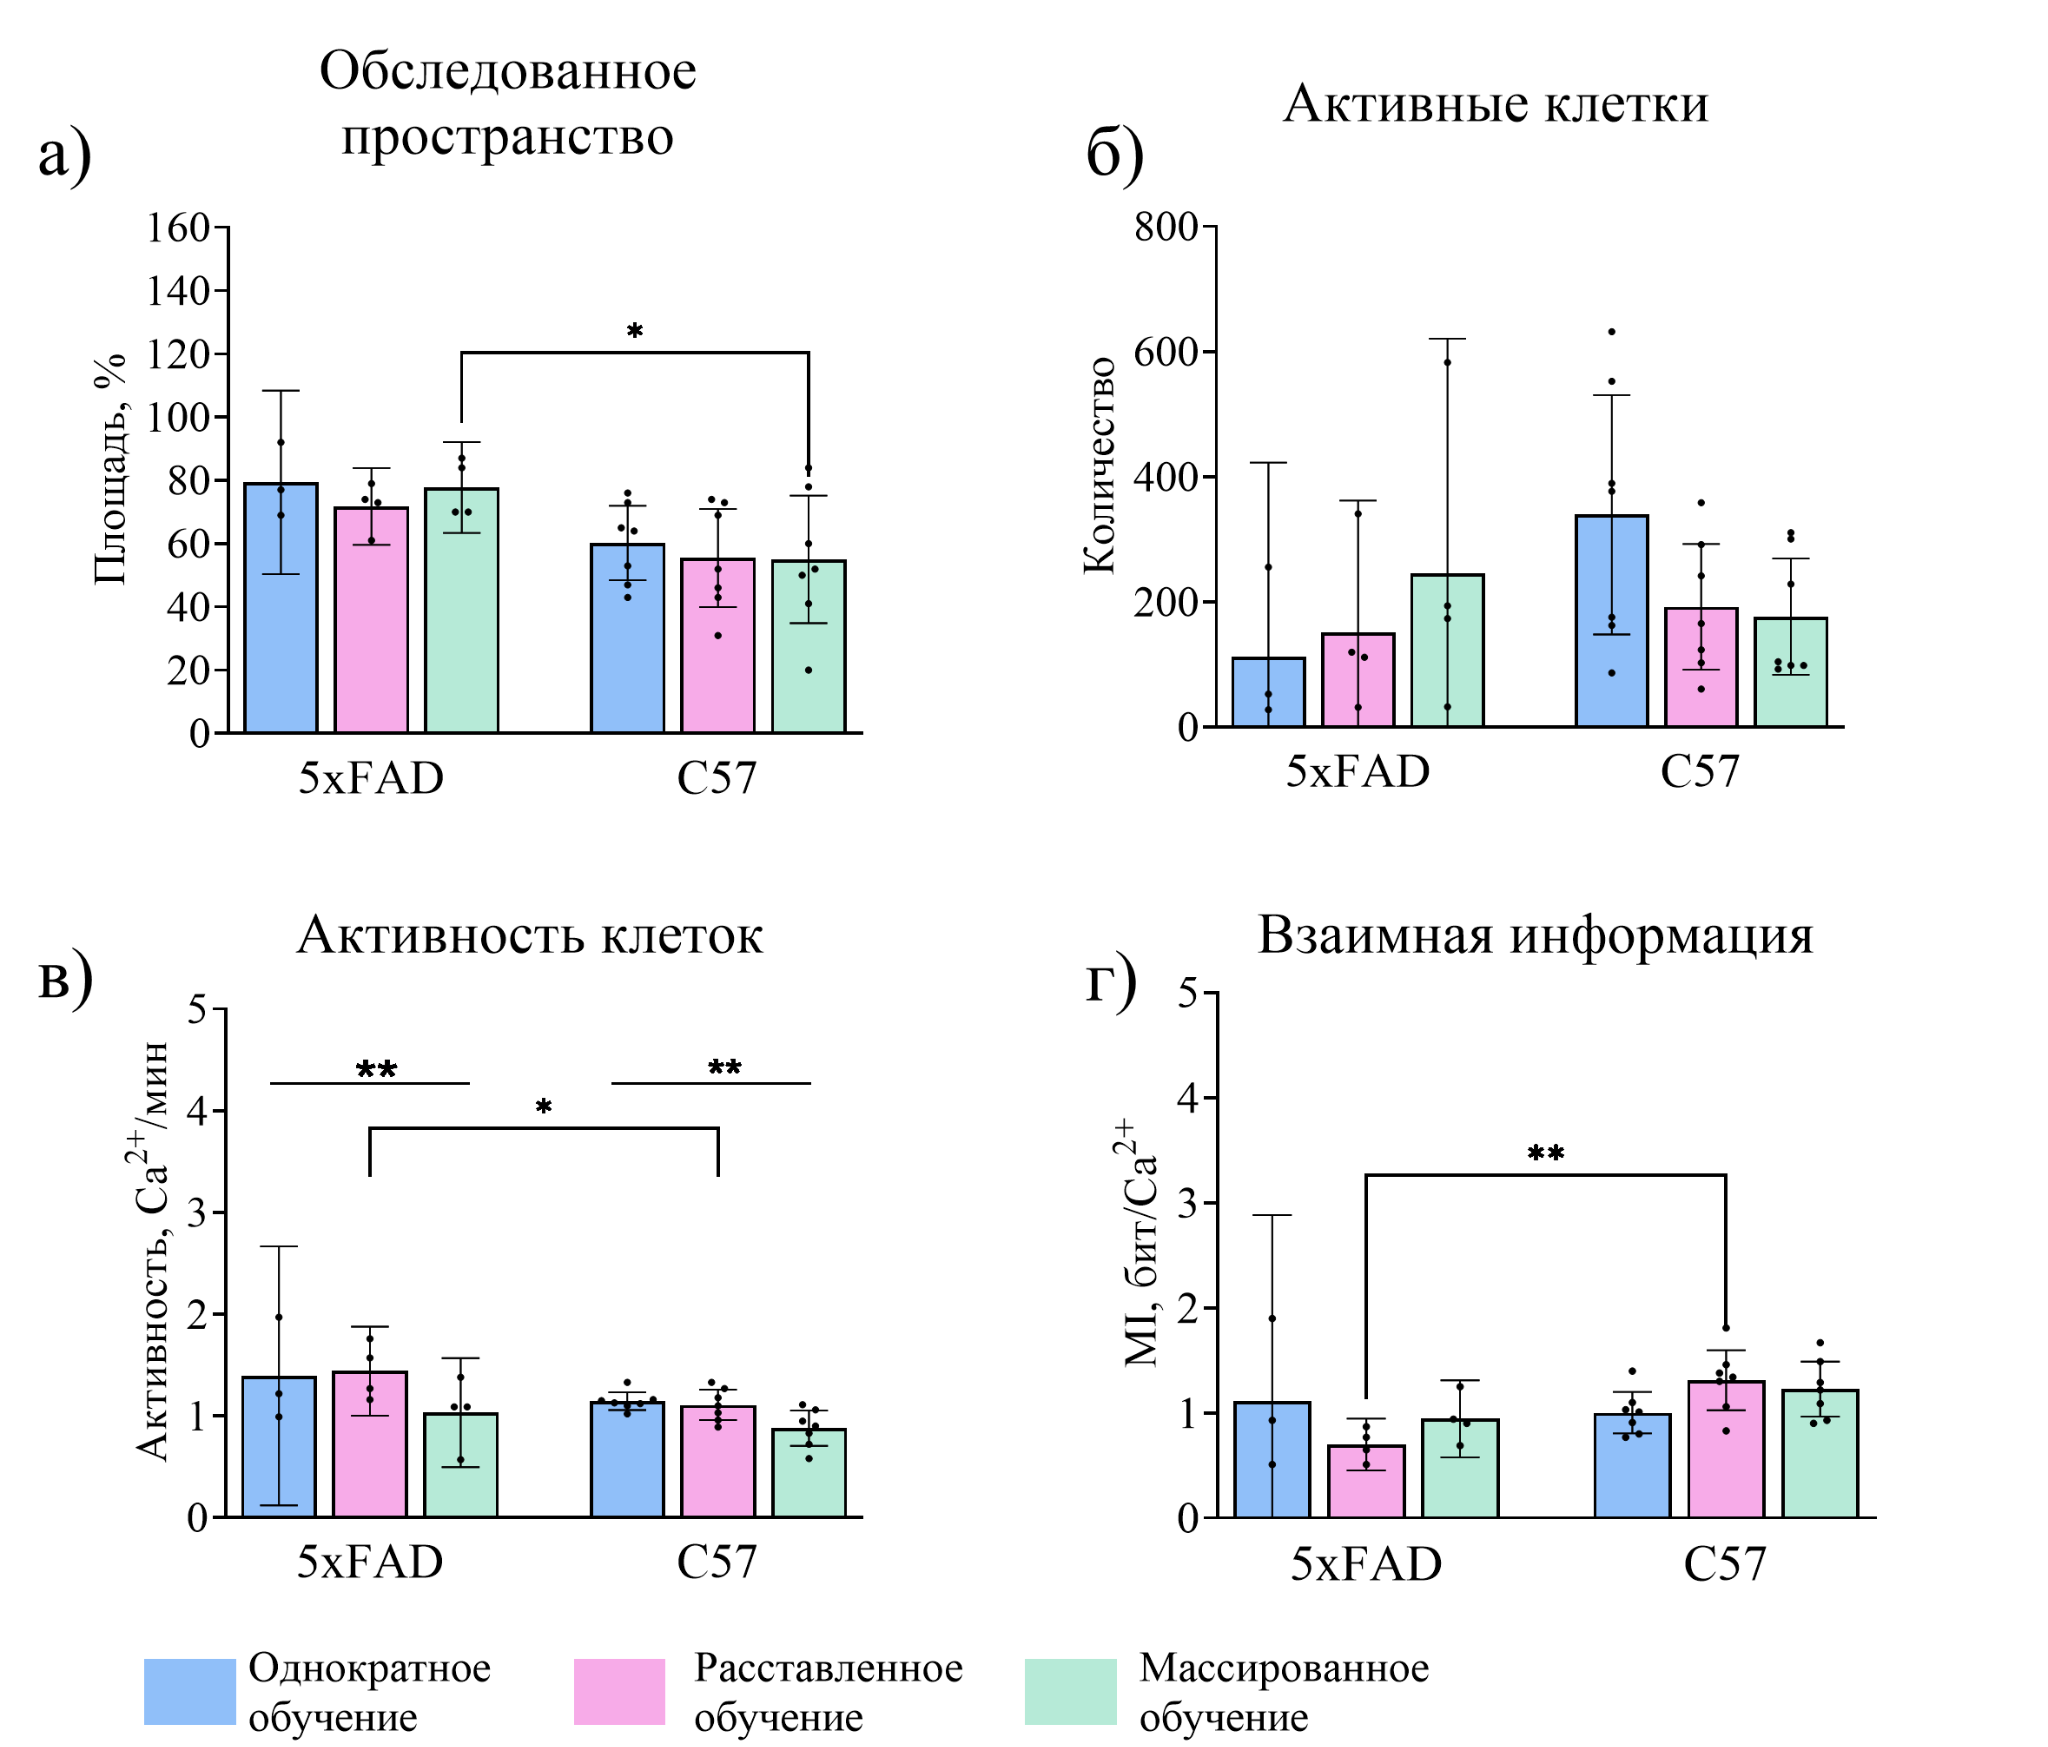 Обследованное
пространство
а)
160
140
120
100
80
60
40
20
0
Площадь, %
*
5xFAD
C57
Активные клетки
б)
800
600
400
200
0
Количество
5xFAD
C57
Активность клеток
в)
5
4
3
2
1
0
Активность, Ca²⁺/мин
**
**
*
5xFAD
C57
Взаимная информация
г)
5
4
3
2
1
0
MI, бит/Ca²⁺
**
5xFAD
C57
Однократное
обучение
Расставленное
обучение
Массированное
обучение